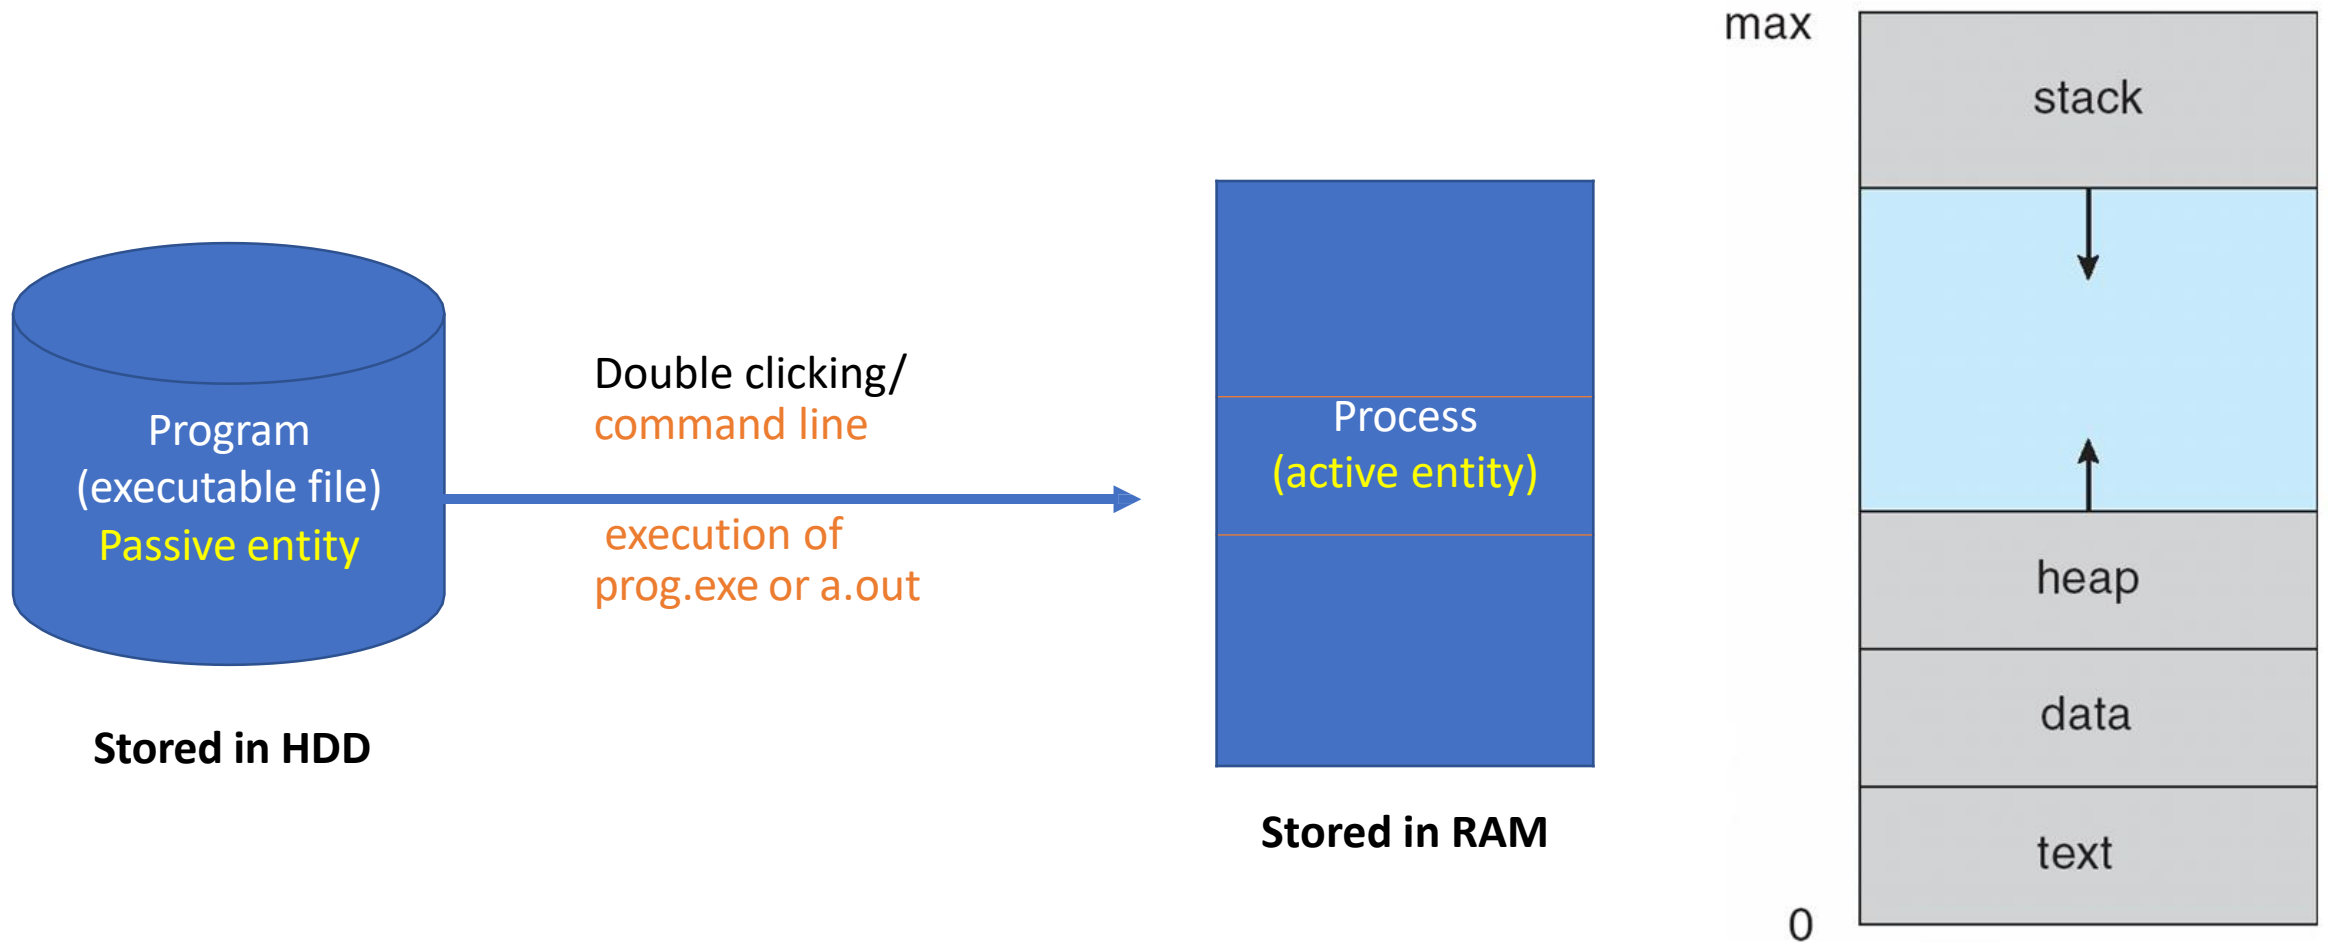 Program
(executable file)
Passive entity
Stored in HDD
Double clicking/
command line
execution of
prog.exe or a.out
Process
(active entity)
Stored in RAM
max
stack
heap
data
text
0